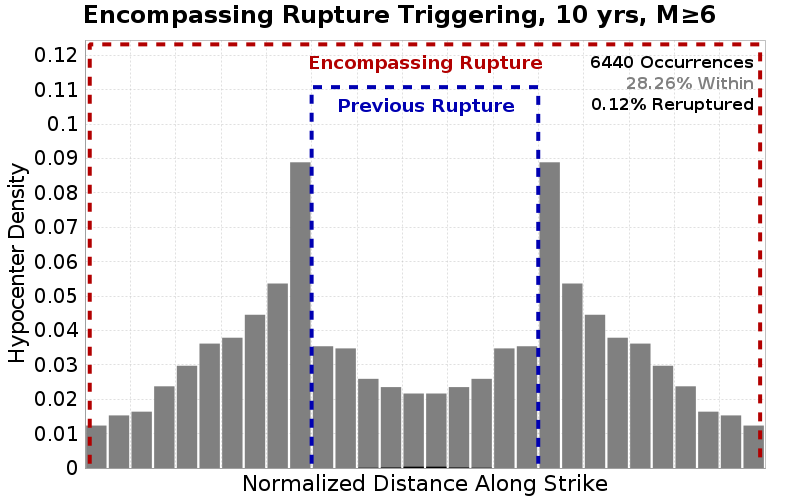 Encompassing Rupture Triggering, 10 yrs, M≥6
Encompassing Rupture
Previous Rupture
6440 Occurrences
28.26% Within
0.12% Reruptured
Hypocenter Density
0.12
0.11
0.1
0.09
0.08
0.07
0.06
0.05
0.04
0.03
0.02
0.01
0
Normalized Distance Along Strike